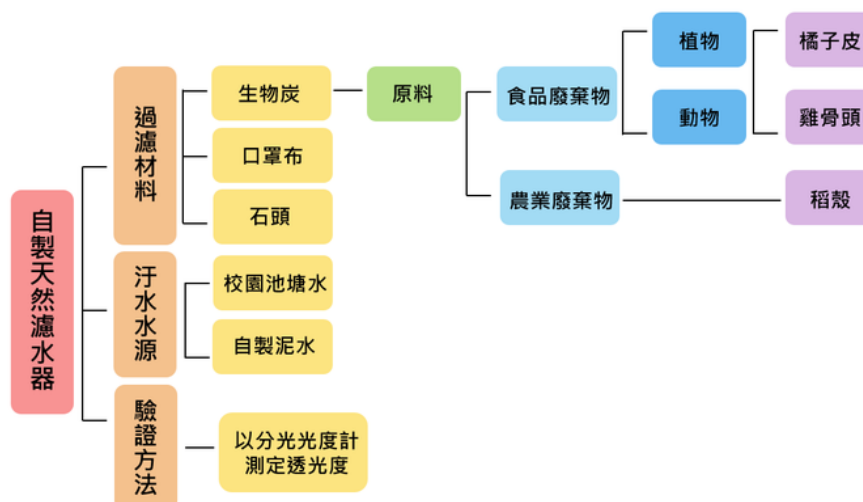 自製天然濾水器
過濾材料
生物炭
原料
食品廢棄物
植物
橘子皮
動物
雞骨頭
農業廢棄物
稻殼
口罩布
石頭
汙水水源
校園池塘水
自製泥水
驗證方法
以分光光度計
測定透光度